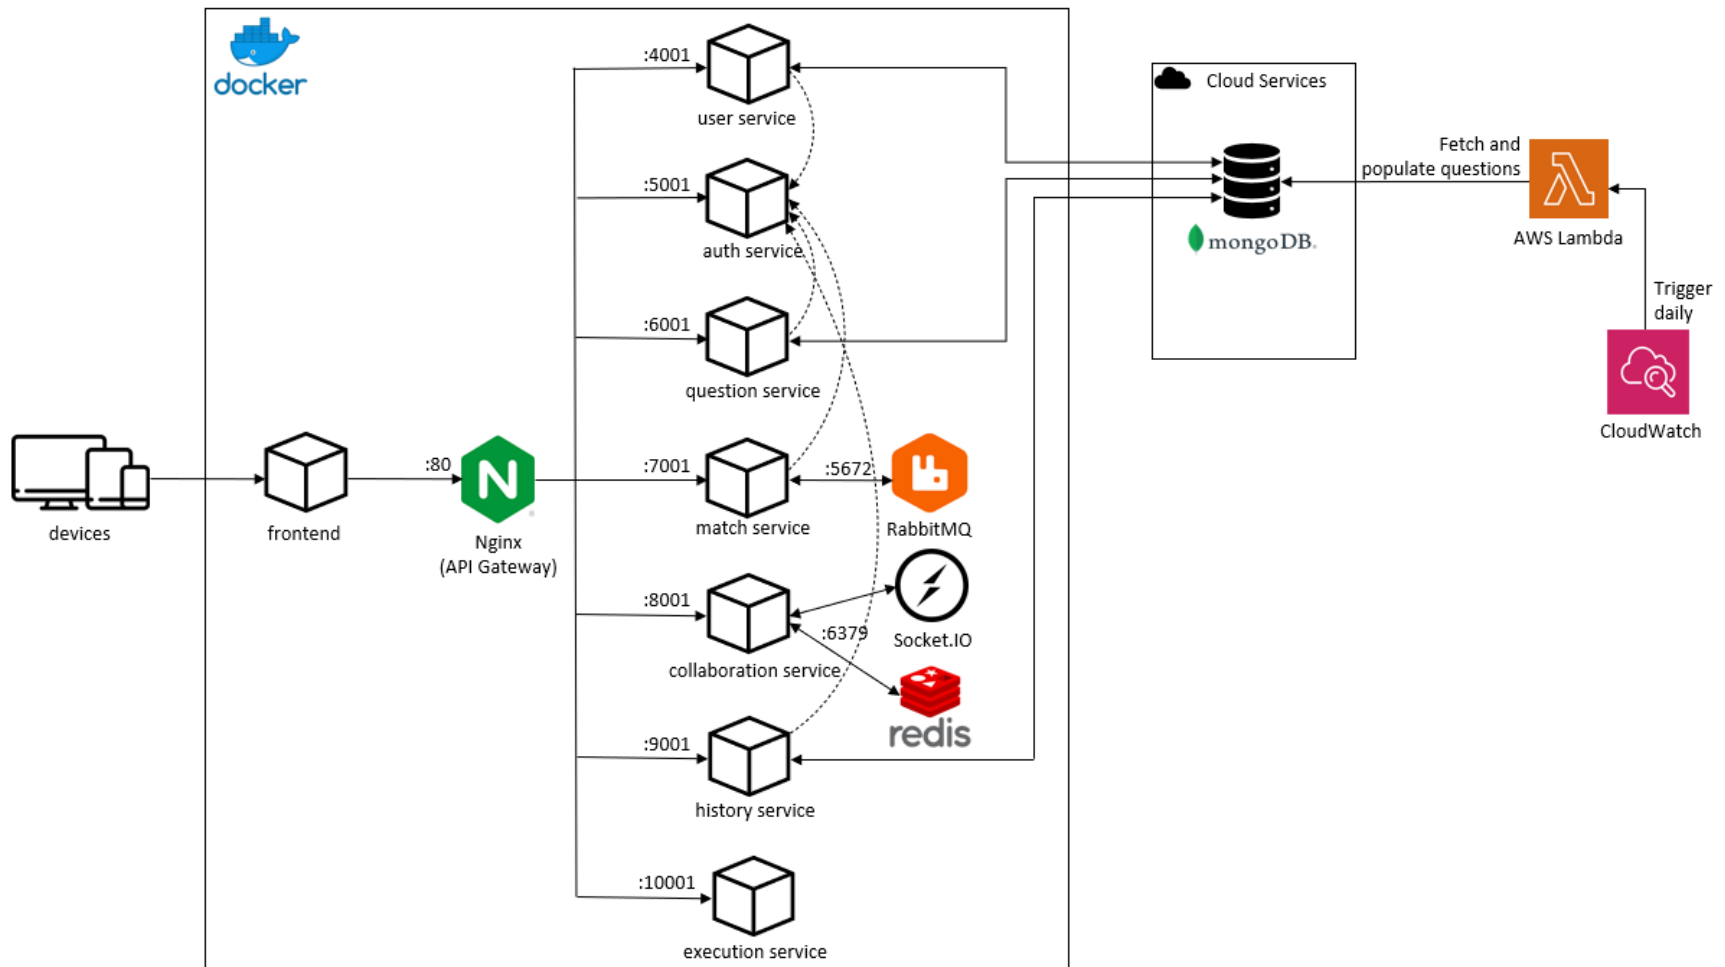 docker
:4001
user service
:5001
auth service
:6001
question service
:7001
match service
:5672
RabbitMQ
:8001
collaboration service
Socket.IO
:6379
redis
:9001
history service
:10001
execution service
devices
frontend
:80
Nginx
(API Gateway)
Cloud Services
mongoDB.
Fetch and
populate questions
AWS Lambda
Trigger
daily
CloudWatch